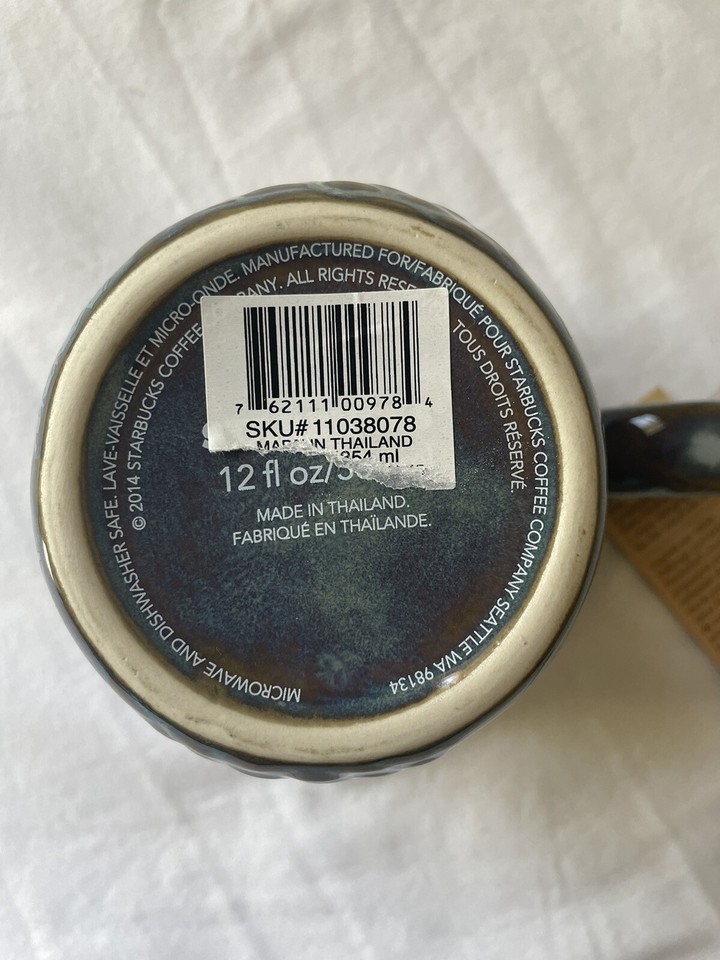 MICROWAVE AND DISHWASHER SAFE. LAVE-VAISSELLE ET MICRO-ONDE. MANUFACTURED FOR/FABRIQUÉ POUR STARBUCKS COFFEE COMPANY SEATTLE WA 98134
© 2014 STARBUCKS COFFEE ALL RIGHTS TOUS DROITS RÉSERVÉ.
7 62111 00978 4
SKU# 11038078
MADE IN THAILAND
354 ml
12 fl oz/
MADE IN THAILAND.
FABRIQUÉ EN THAÏLANDE.